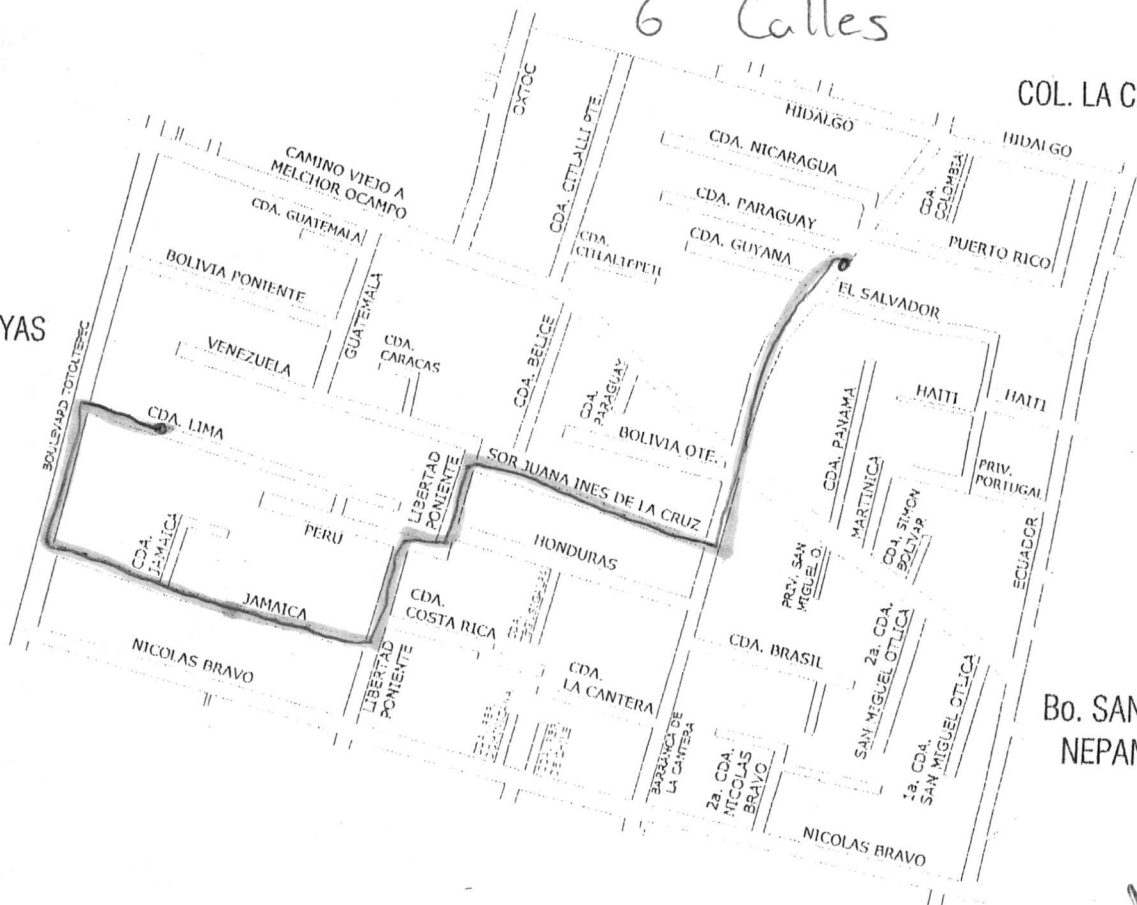 6 Calles
COL. LA C
OXTOC
CDA. CITLALLI PTE.
HIDALGO
HIDALGO
CDA. NICARAGUA
CDA.
COLOMBIA
CAMINO VIEJO A
MELCHOR OCAMPO
CDA. GUATEMALA
CDA. PARAGUAY
CDA. GUYANA
PUERTO RICO
CDA.
CITLALTEPETL
BOLIVIA PONIENTE
GUATEMALA
EL SALVADOR
YAS
BOULEVARD TOTOLTEPEC
VENEZUELA
CDA.
CARACAS
CDA. BELICE
CDA.
PARAGUAY
CDA. PANAMA
HAITI
HAITI
CDA. LIMA
BOLIVIA OTE.
LIBERTAD
PONIENTE
SOR JUANA INES DE LA CRUZ
MARTINICA
PRIV.
PORTUGAL
CDA. SIMON
BOLIVAR
PERÚ
HONDURAS
CDA.
JAMAICA
PRIV. SAN
MIGUEL O.
ECUADOR
JAMAICA
CDA.
COSTA RICA
NICOLAS BRAVO
LIBERTAD
PONIENTE
CDA.
LA CANTERA
CDA. BRASIL
2a. CDA.
SAN MIGUEL OTLICA
1a. CDA.
SAN MIGUEL OTLICA
BARRANCA DE
LA CANTERA
2a. CDA.
NICOLAS
BRAVO
Bo. SAN
NEPAN
NICOLAS BRAVO